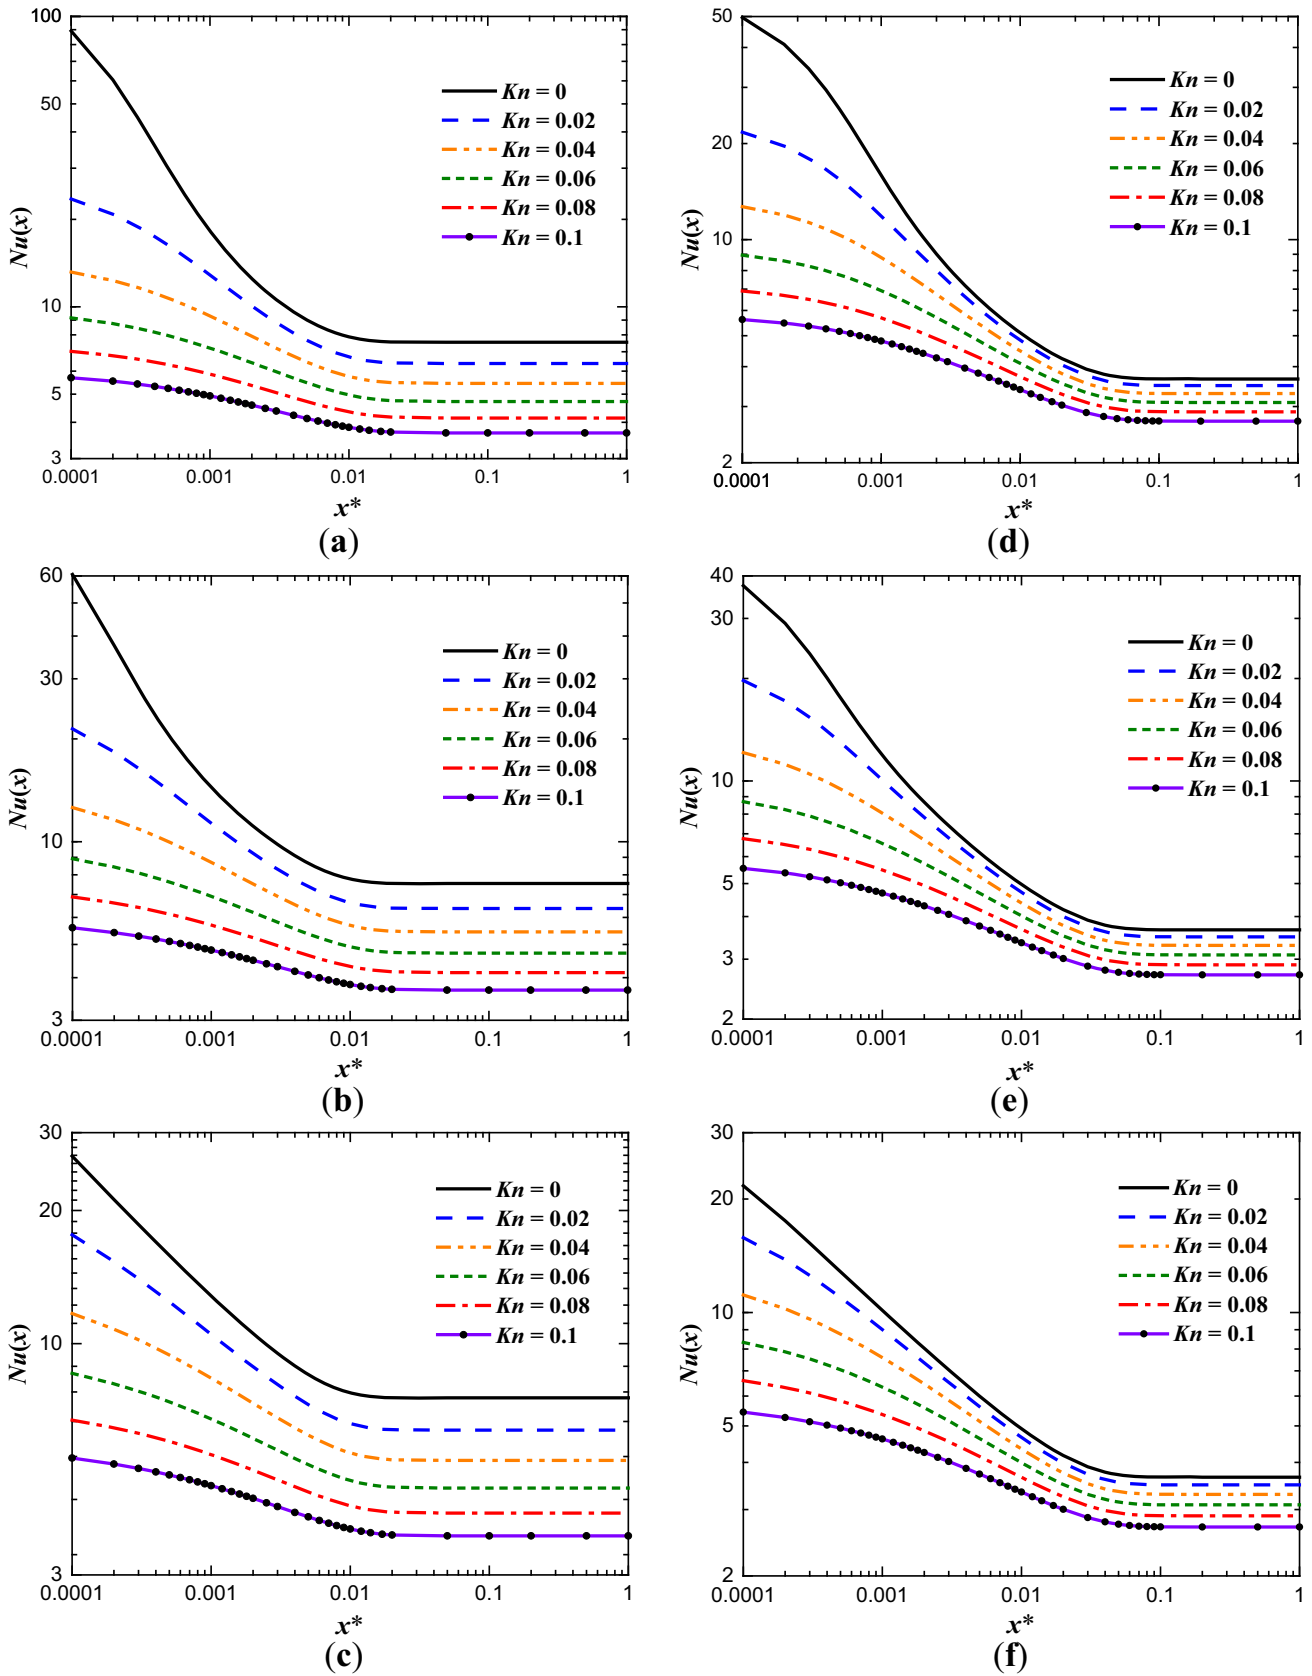 100
50
10
5
3
Nu(x)
Kn = 0
Kn = 0.02
Kn = 0.04
Kn = 0.06
Kn = 0.08
Kn = 0.1
0.0001
0.001
0.01
0.1
1
x*
(a)
50
20
10
2
Nu(x)
Kn = 0
Kn = 0.02
Kn = 0.04
Kn = 0.06
Kn = 0.08
Kn = 0.1
0.0001
0.001
0.01
0.1
1
x*
(d)
60
30
10
3
Nu(x)
Kn = 0
Kn = 0.02
Kn = 0.04
Kn = 0.06
Kn = 0.08
Kn = 0.1
0.0001
0.001
0.01
0.1
1
x*
(b)
40
30
10
5
3
2
Nu(x)
Kn = 0
Kn = 0.02
Kn = 0.04
Kn = 0.06
Kn = 0.08
Kn = 0.1
0.0001
0.001
0.01
0.1
1
x*
(e)
30
20
10
3
Nu(x)
Kn = 0
Kn = 0.02
Kn = 0.04
Kn = 0.06
Kn = 0.08
Kn = 0.1
0.0001
0.001
0.01
0.1
1
x*
(c)
30
20
10
5
2
Nu(x)
Kn = 0
Kn = 0.02
Kn = 0.04
Kn = 0.06
Kn = 0.08
Kn = 0.1
0.0001
0.001
0.01
0.1
1
x*
(f)